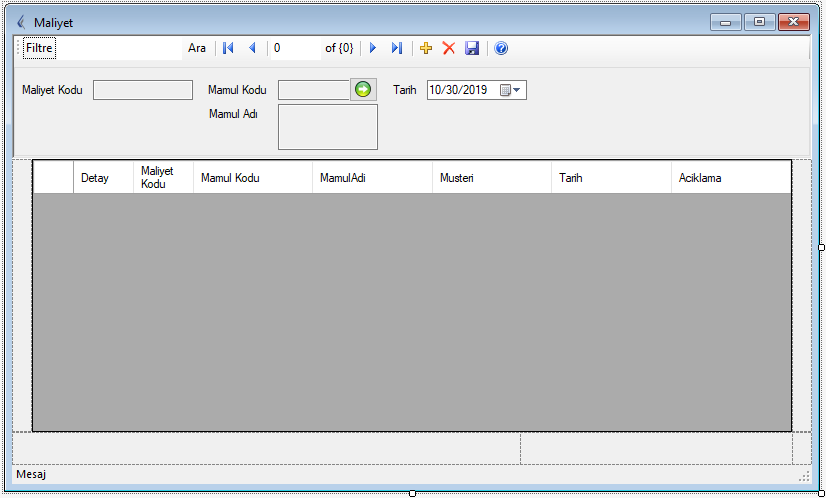 Maliyet
Filtre Ara 0 of {0}
Maliyet Kodu Mamul Kodu Tarih 10/30/2019
Mamul Adı
Detay Maliyet Kodu Mamul Kodu MamulAdi Musteri Tarih Aciklama
Mesaj